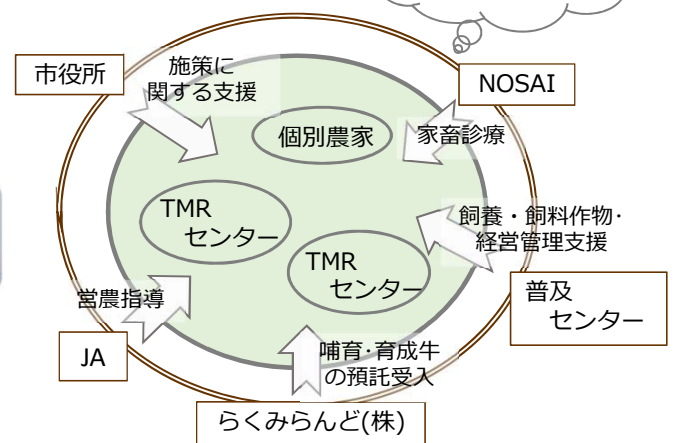 市役所
施策に
関する支援
NOSAI
個別農家
家畜診療
TMR
センター
飼養・飼料作物・
経営管理支援
TMR
センター
普及
センター
営農指導
JA
哺育・育成牛
の預託受入
らくみらんど(株)